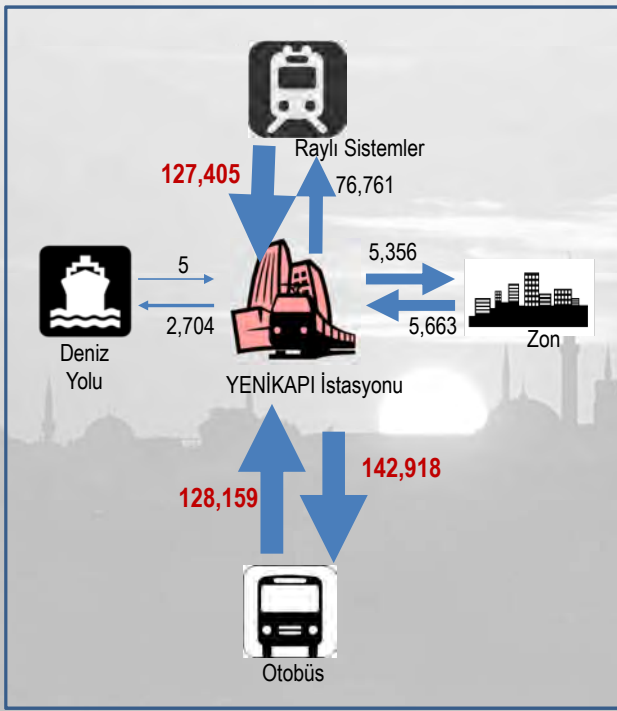 Raylı Sistemler
127,405
76,761
5
5,356
2,704
5,663
Deniz
Yolu
Zon
YENİKAPI İstasyonu
142,918
128,159
Otobüs